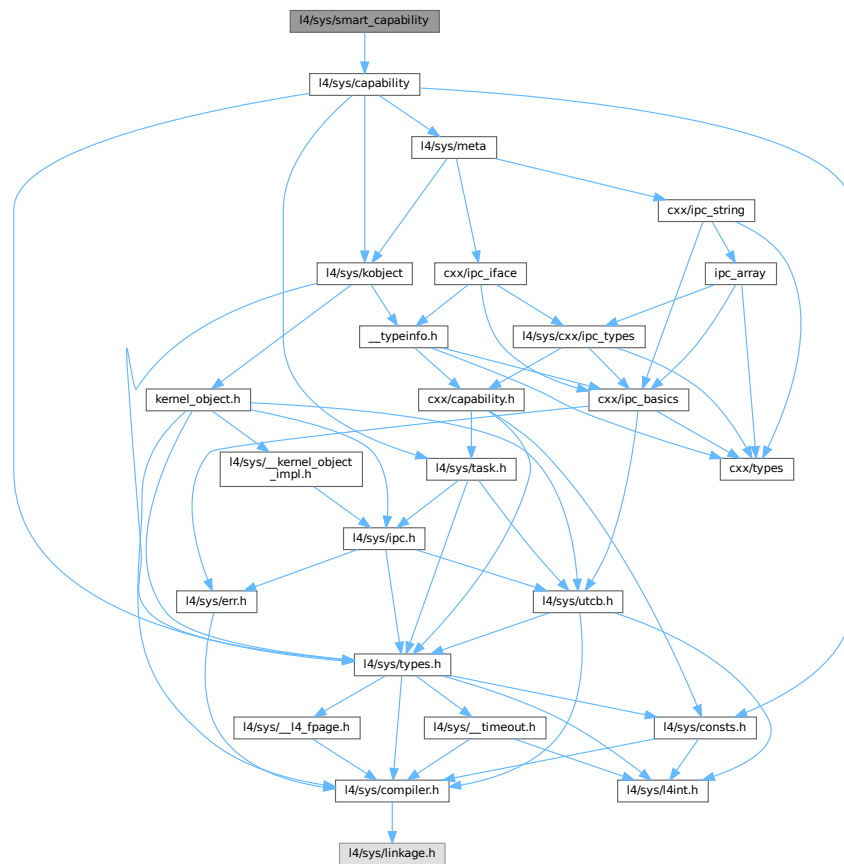 l4/sys/smart_capability
l4/sys/capability
l4/sys/meta
cxx/ipc_string
l4/sys/kobject
cxx/ipc_iface
ipc_array
__typeinfo.h
l4/sys/cxx/ipc_types
kernel_object.h
cxx/capability.h
cxx/ipc_basics
l4/sys/__kernel_object
_impl.h
l4/sys/task.h
cxx/types
l4/sys/ipc.h
l4/sys/err.h
l4/sys/utcb.h
l4/sys/types.h
l4/sys/__l4_fpage.h
l4/sys/__timeout.h
l4/sys/consts.h
l4/sys/compiler.h
l4/sys/l4int.h
l4/sys/linkage.h